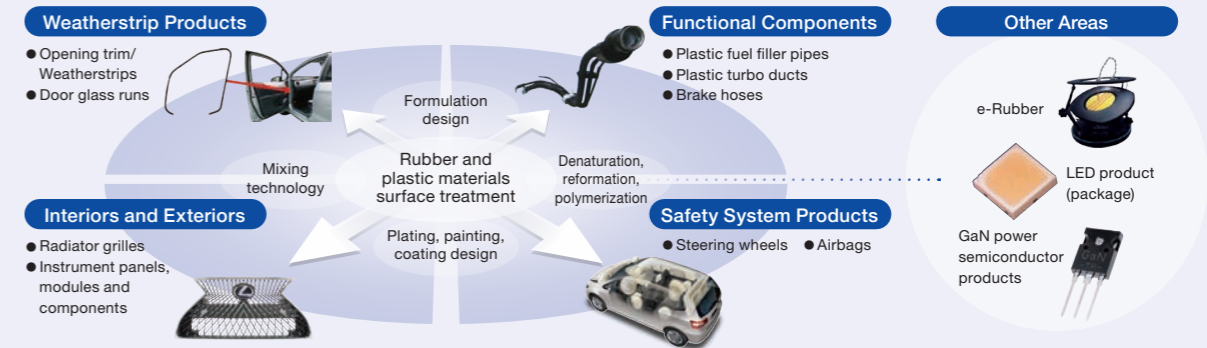 Weatherstrip Products
● Opening trim/
Weatherstrips
● Door glass runs
Functional Components
● Plastic fuel filler pipes
● Plastic turbo ducts
● Brake hoses
Other Areas
e-Rubber
LED product
(package)
GaN power
semiconductor
products
GaN
Formulation
design
Mixing
technology
Rubber and
plastic materials
surface treatment
Denaturation,
reformation,
polymerization
Plating, painting,
coating design
Interiors and Exteriors
● Radiator grilles
● Instrument panels,
modules and
components
Safety System Products
● Steering wheels ● Airbags